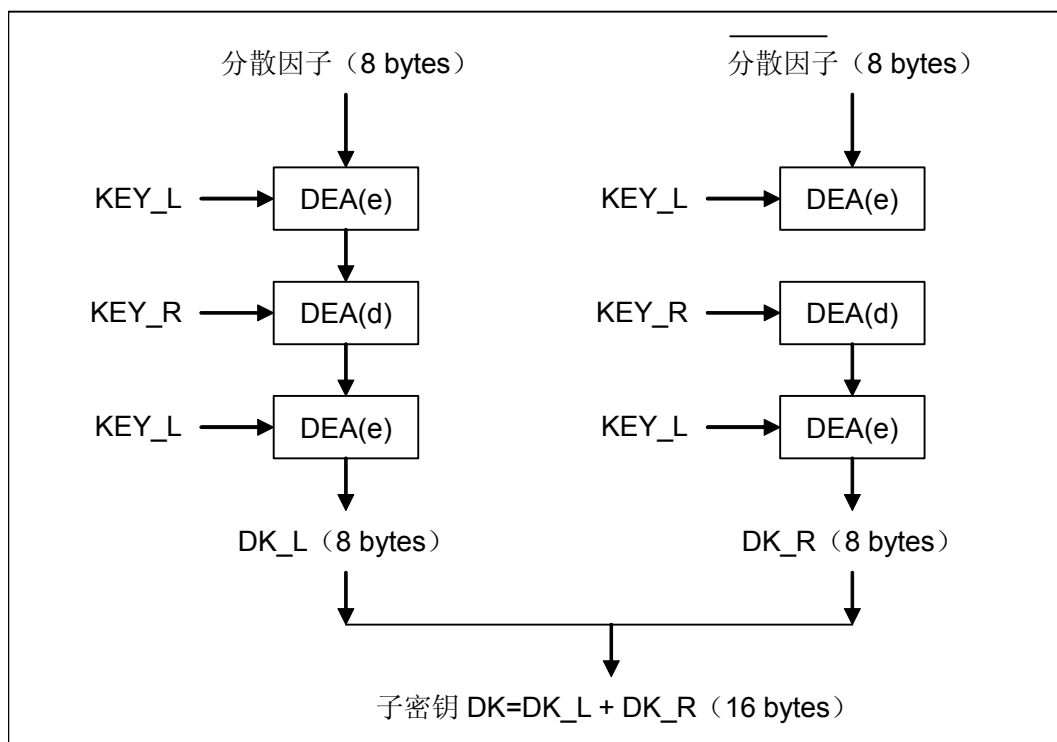 分散因子（8 bytes）
分散因子（8 bytes）
KEY_L
DEA(e)
KEY_L
DEA(e)
KEY_R
DEA(d)
KEY_R
DEA(d)
KEY_L
DEA(e)
KEY_L
DEA(e)
DK_L（8 bytes）
DK_R（8 bytes）
子密钥 DK=DK_L + DK_R（16 bytes）